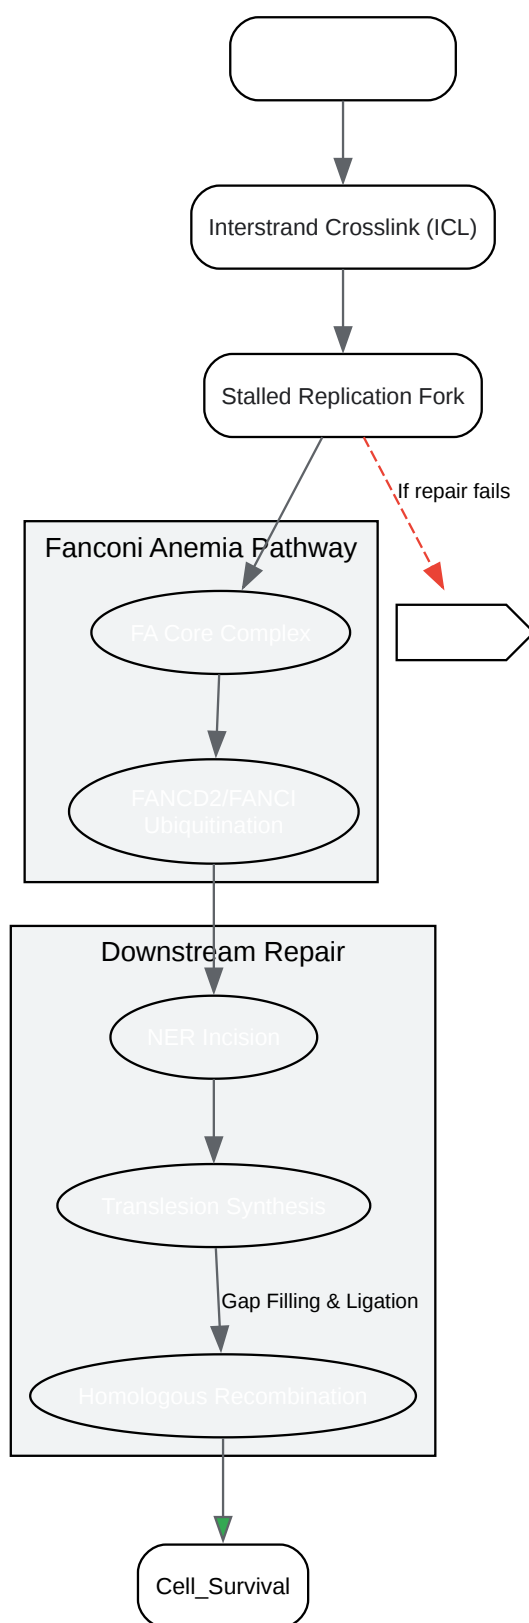 Interstrand Crosslink (ICL)
Stalled Replication Fork
If repair fails
Fanconi Anemia Pathway
FA Core Complex
FANCD2/FANCI
Ubiquitination
Downstream Repair
NER Incision
Translesion Synthesis
Gap Filling & Ligation
Homologous Recombination
Cell_Survival